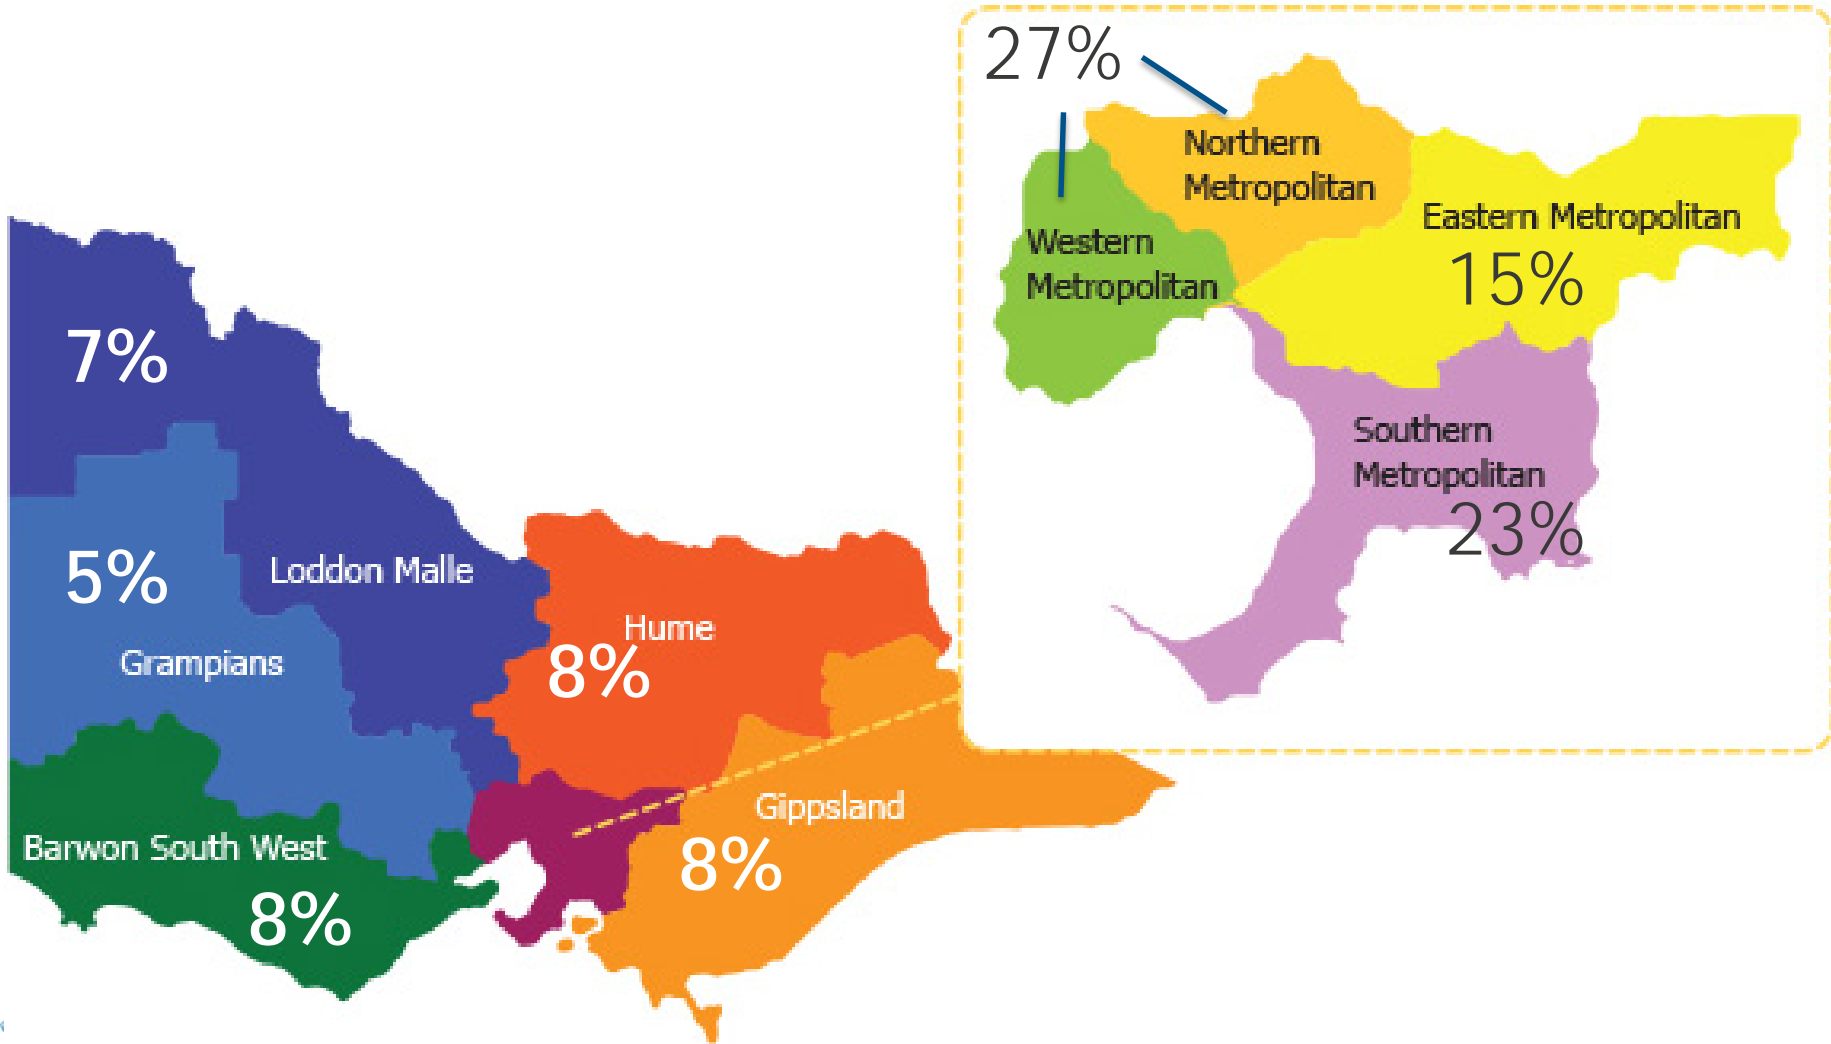 27%
Northern
Metropolitan
Western
Metropolitan
Eastern Metropolitan
15%
Southern
Metropolitan
23%
7%
5%
Loddon Malle
Grampians
Hume
8%
Gippsland
8%
Barwon South West
8%